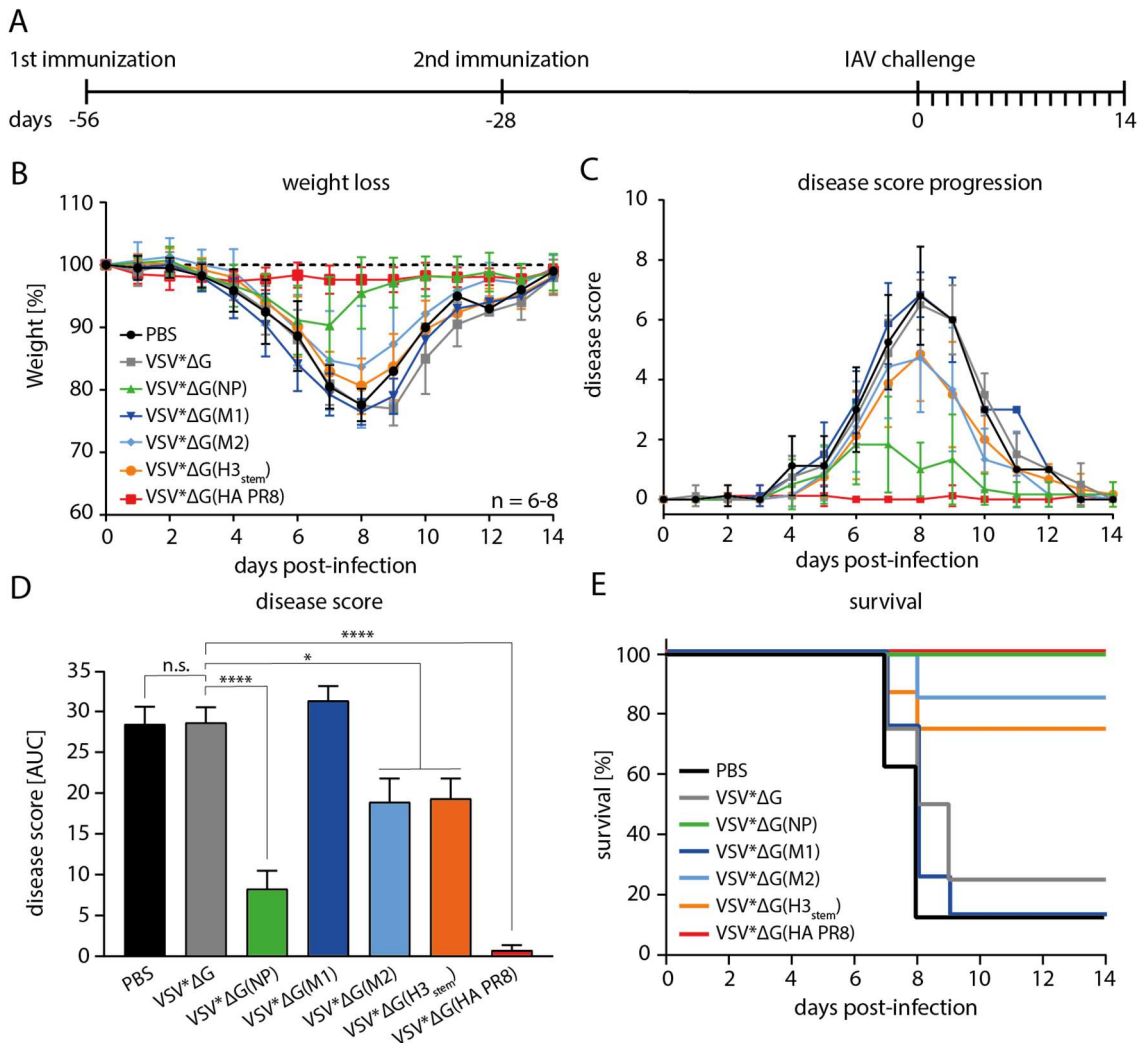 A
1st immunization 2nd immunization IAV challenge
days -56 -28 0 14
B weight loss
110
100
90
80
70
60
Weight [%]
PBS
VSV*ΔG
VSV*ΔG(NP)
VSV*ΔG(M1)
VSV*ΔG(M2)
VSV*ΔG(H3stem)
VSV*ΔG(HA PR8)
n = 6-8
0 2 4 6 8 10 12 14
days post-infection
C disease score progression
10
8
6
4
2
0
disease score
0 2 4 6 8 10 12 14
days post-infection
D disease score
****
*
n.s.
****
35
30
25
20
15
10
5
0
disease score [AUC]
PBS
VSV*ΔG
VSV*ΔG(NP)
VSV*ΔG(M1)
VSV*ΔG(M2)
VSV*ΔG(H3stem)
VSV*ΔG(HA PR8)
E survival
100
80
60
40
20
0
survival [%]
PBS
VSV*ΔG
VSV*ΔG(NP)
VSV*ΔG(M1)
VSV*ΔG(M2)
VSV*ΔG(H3stem)
VSV*ΔG(HA PR8)
0 2 4 6 8 10 12 14
days post-infection